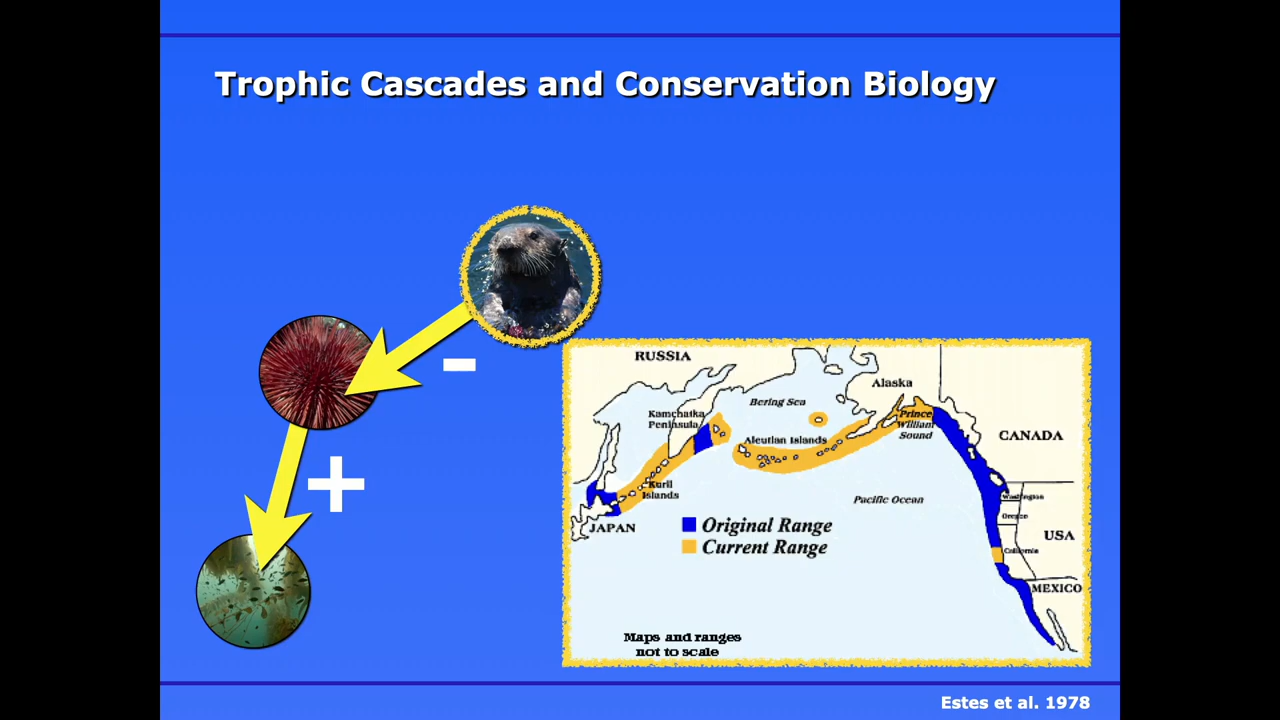 Trophic Cascades and Conservation Biology
-
+
RUSSIA
Alaska
Bering Sea
Kamchatka
Peninsula
Prince
William
Sound
Aleutian Islands
CANADA
Kuril
Islands
Pacific Ocean
Washington
Oregon
JAPAN
USA
California
MEXICO
Original Range
Current Range
Maps and ranges
not to scale
Estes et al. 1978